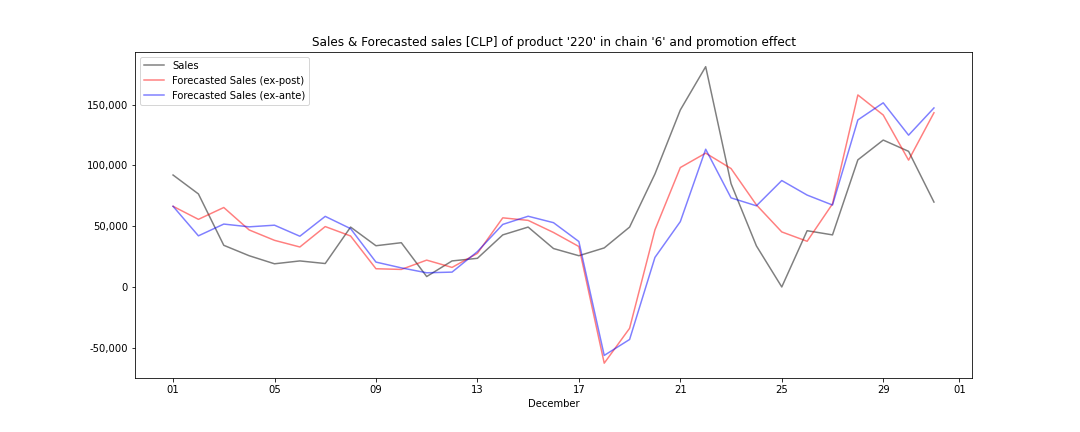 Sales & Forecasted sales [CLP] of product '220' in chain '6' and promotion effect
Sales
Forecasted Sales (ex-post)
Forecasted Sales (ex-ante)
150,000
100,000
50,000
0
-50,000
01 05 09 13 17 21 25 29 01
December